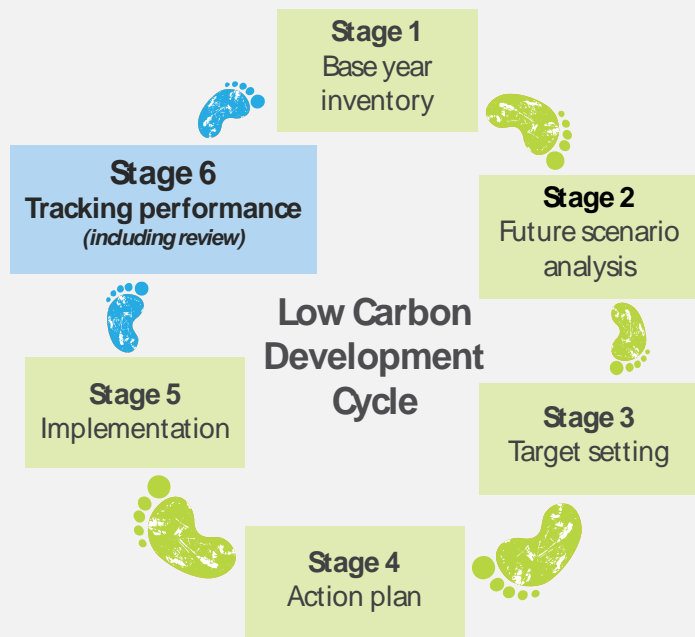 Stage 1
Base year
inventory
Stage 2
Future scenario
analysis
Stage 3
Target setting
Stage 4
Action plan
Stage 5
Implementation
Stage 6
Tracking performance
(including review)
Low Carbon
Development
Cycle